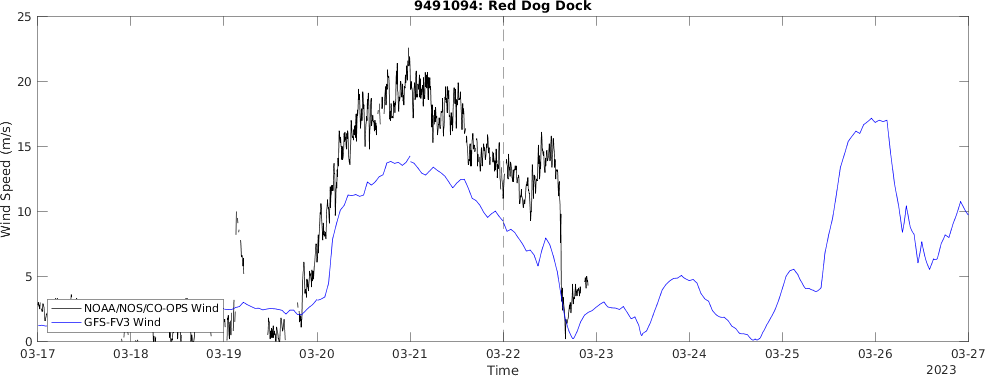 9491094: Red Dog Dock
25
20
15
10
5
0
Wind Speed (m/s)
NOAA/NOS/CO-OPS Wind
GFS-FV3 Wind
03-17 03-18 03-19 03-20 03-21 03-22 03-23 03-24 03-25 03-26 03-27
Time
2023